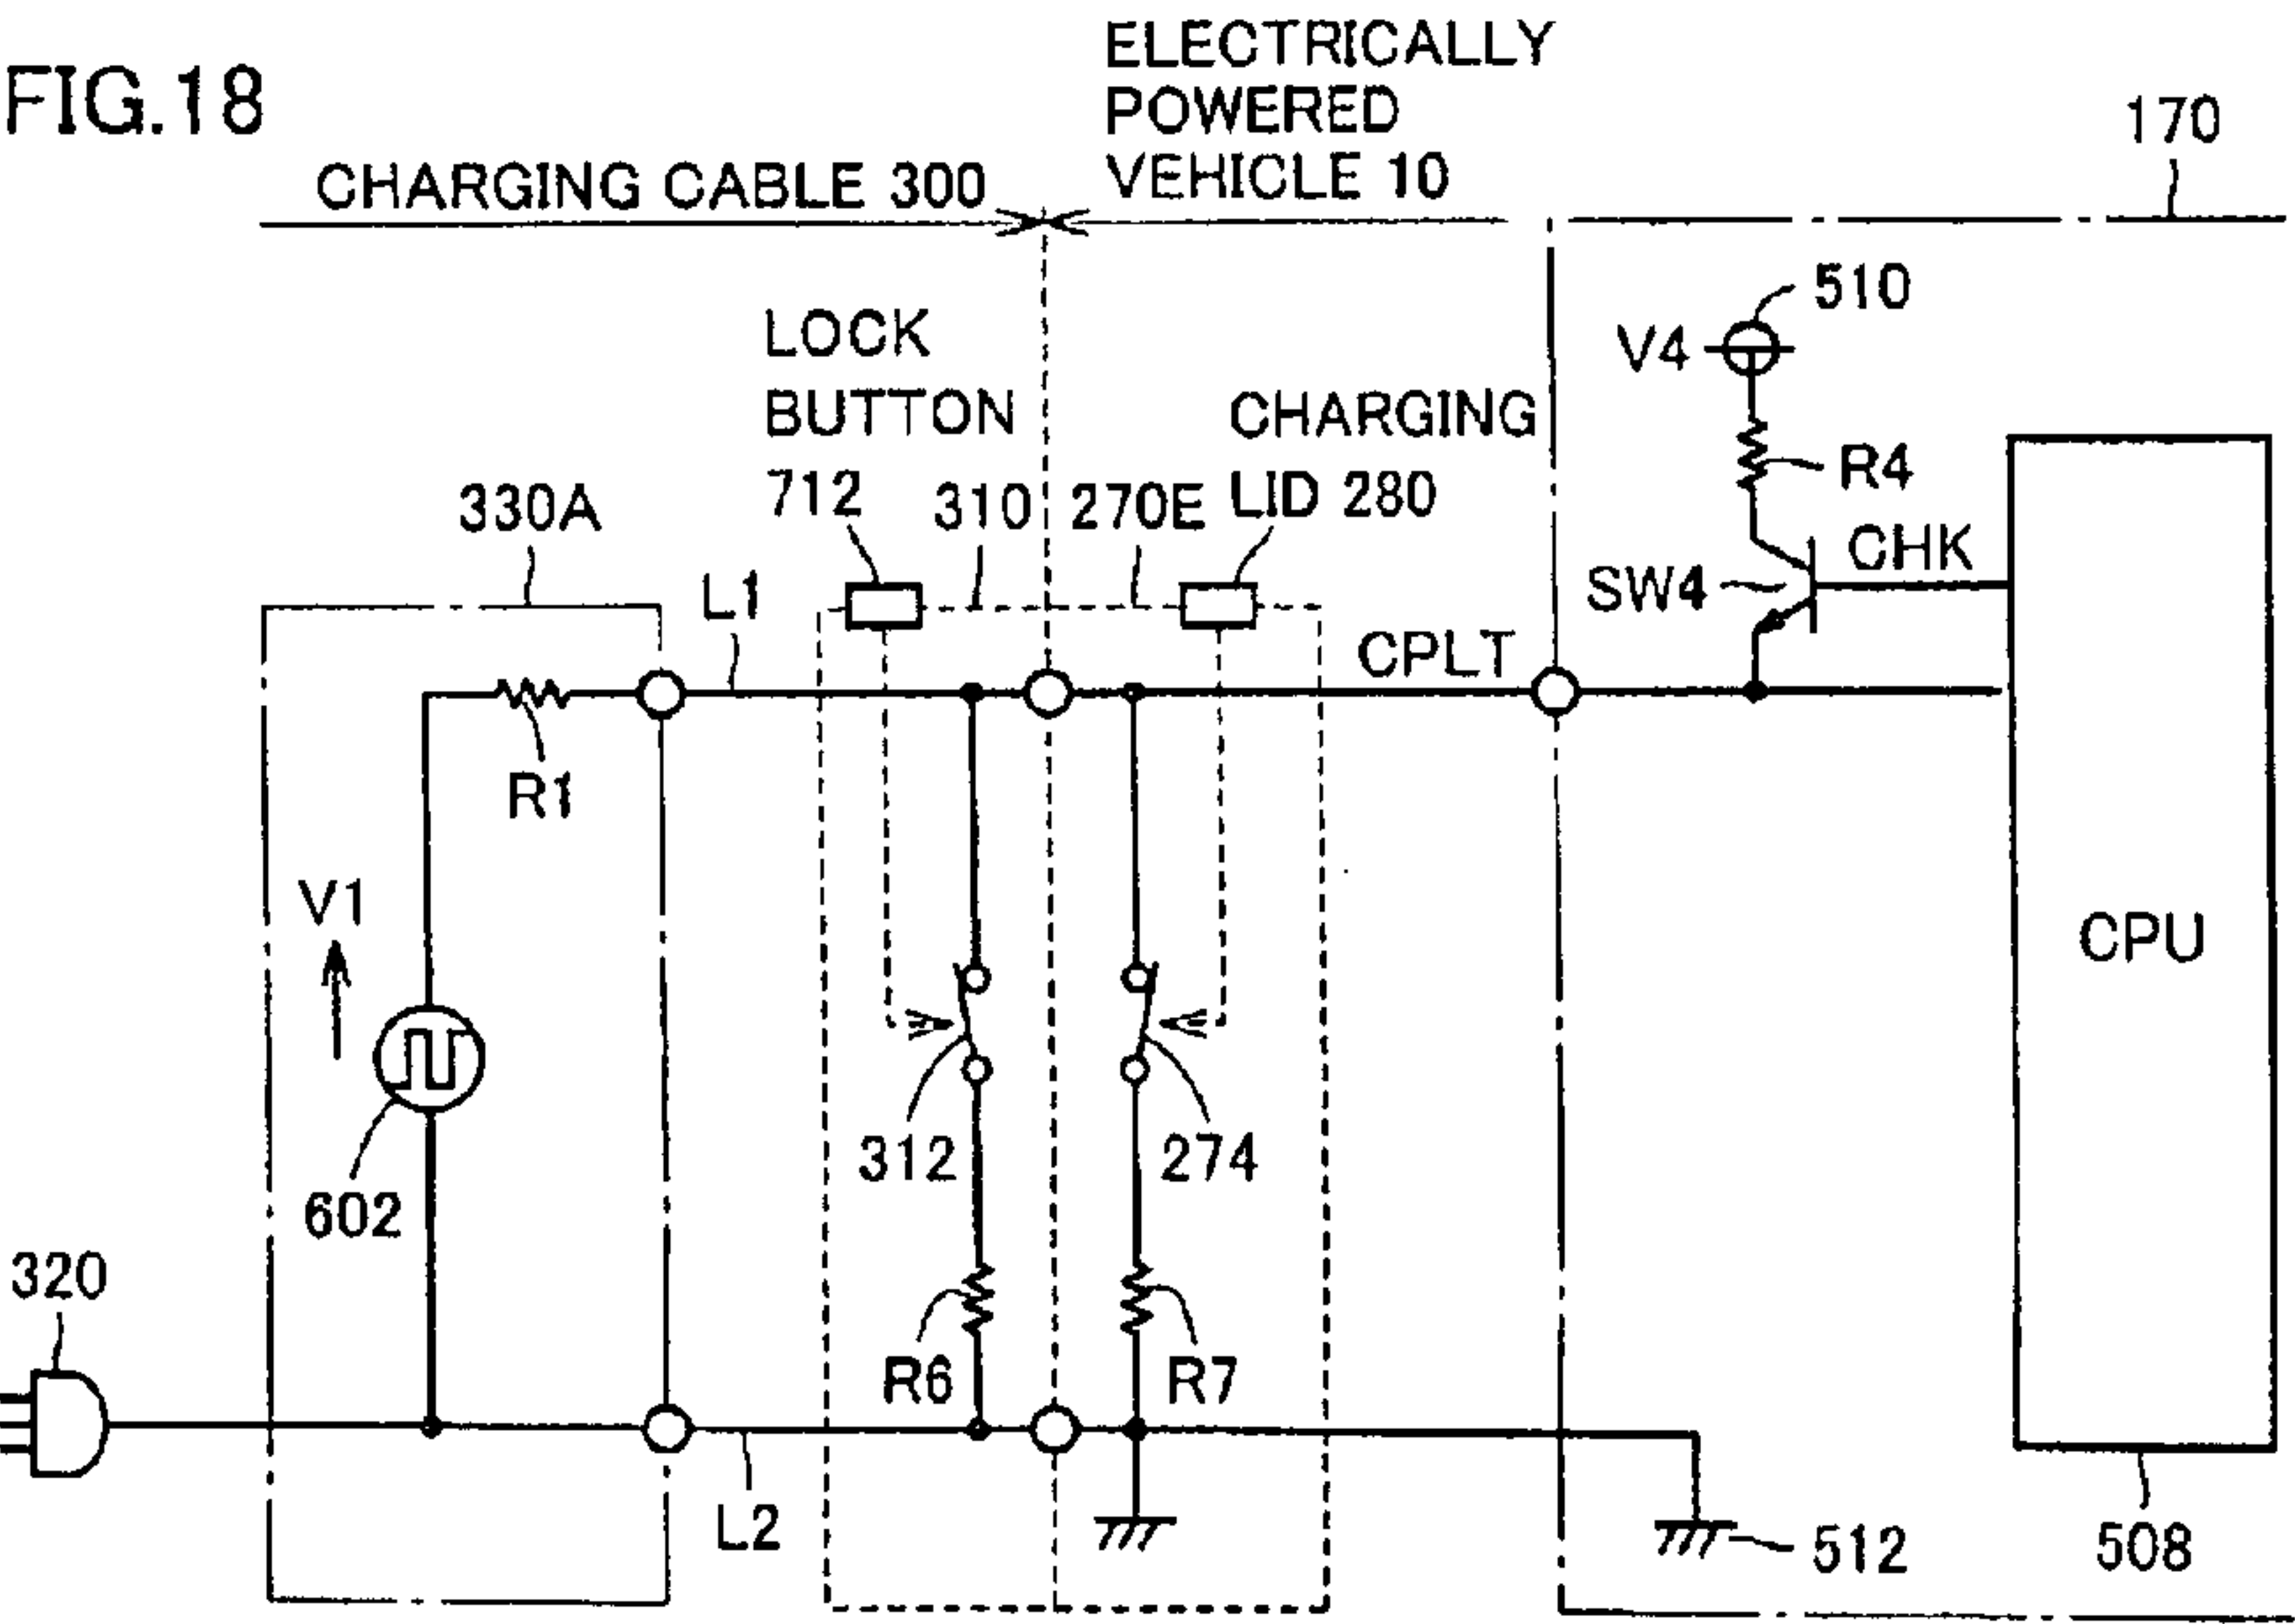 FIG.18
ELECTRICALLY
POWERED
VEHICLE 10
CHARGING CABLE 300
170
LOCK
BUTTON
712
510
V4
CHARGING
LID 280
R4
330A
310
270E
CHK
SW4
L1
CPLT
R1
V1
CPU
312
274
602
320
R6
R7
L2
512
508